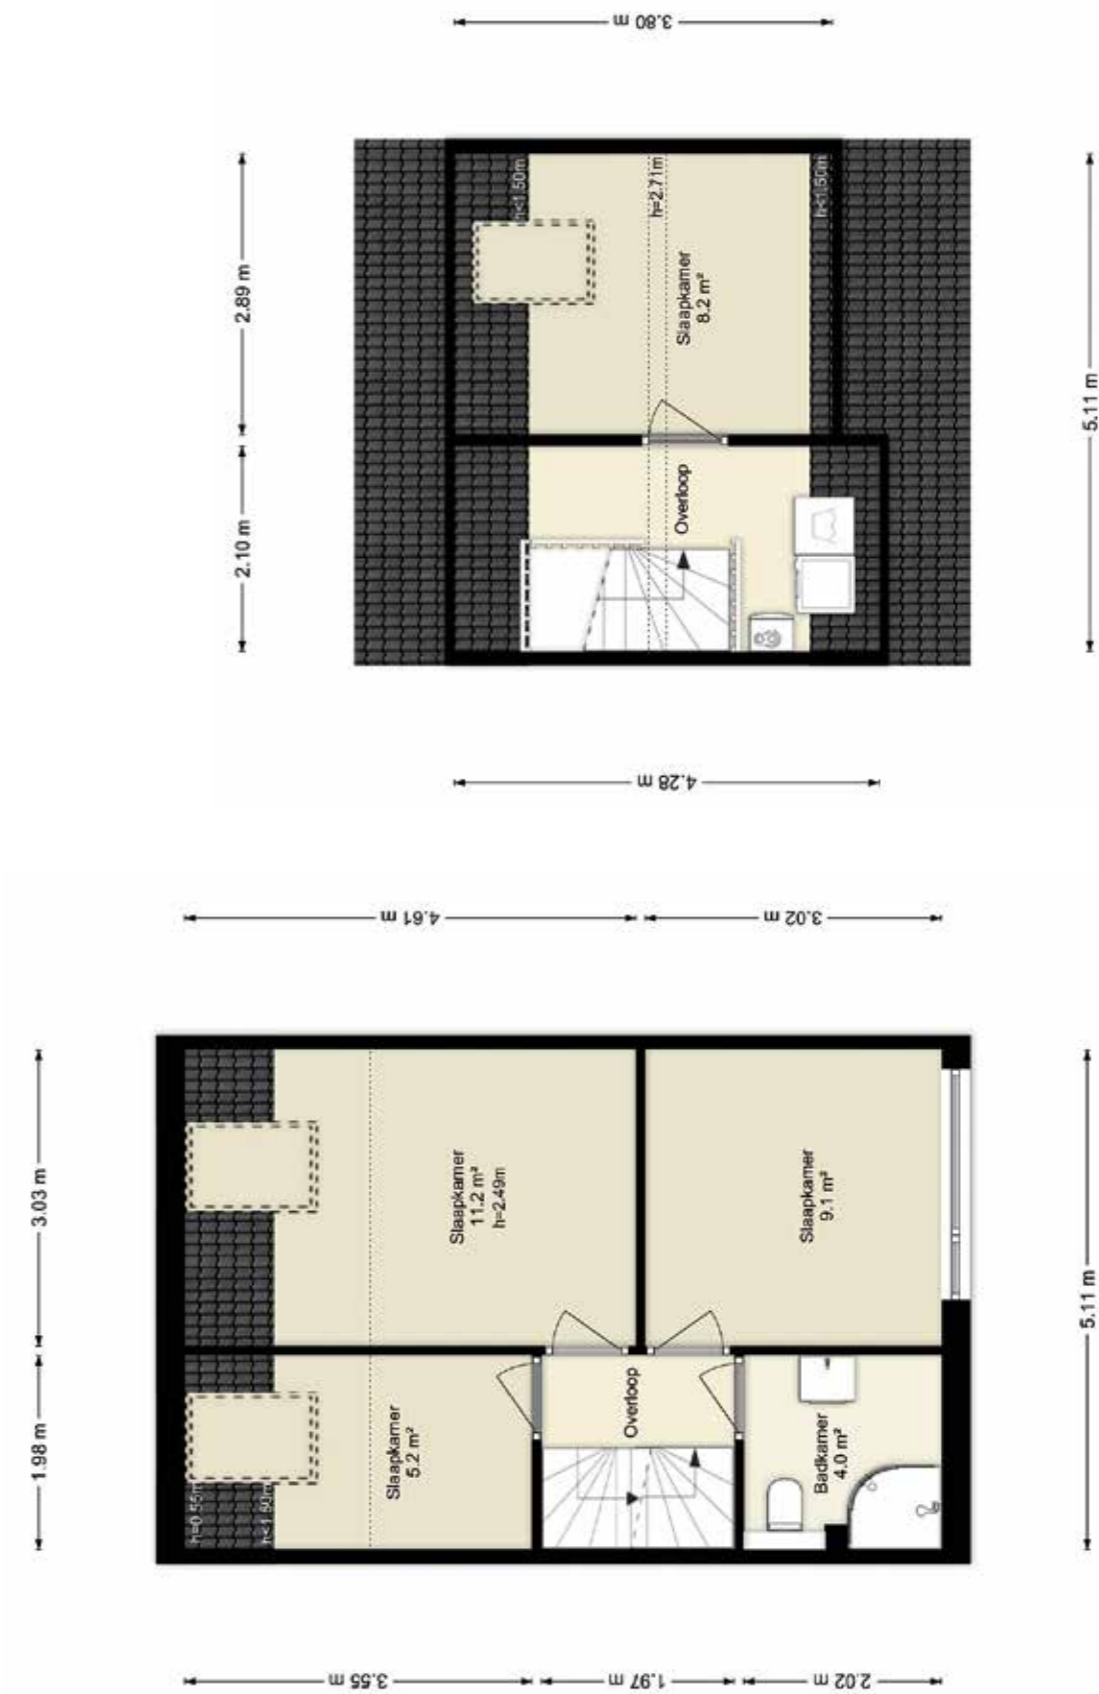 3.80 m
2.89 m
2.10 m
5.11 m
h<1.50m
h=2.71m
h<1.50m
Slaapkamer
8.2 m²
Overloop
4.28 m
4.61 m
3.02 m
3.03 m
1.98 m
5.11 m
Slaapkamer
11.2 m²
h=2.49m
Slaapkamer
9.1 m²
Slaapkamer
5.2 m²
h=0.55m
h<1.50m
Overloop
Badkamer
4.0 m²
3.55 m
1.97 m
2.02 m